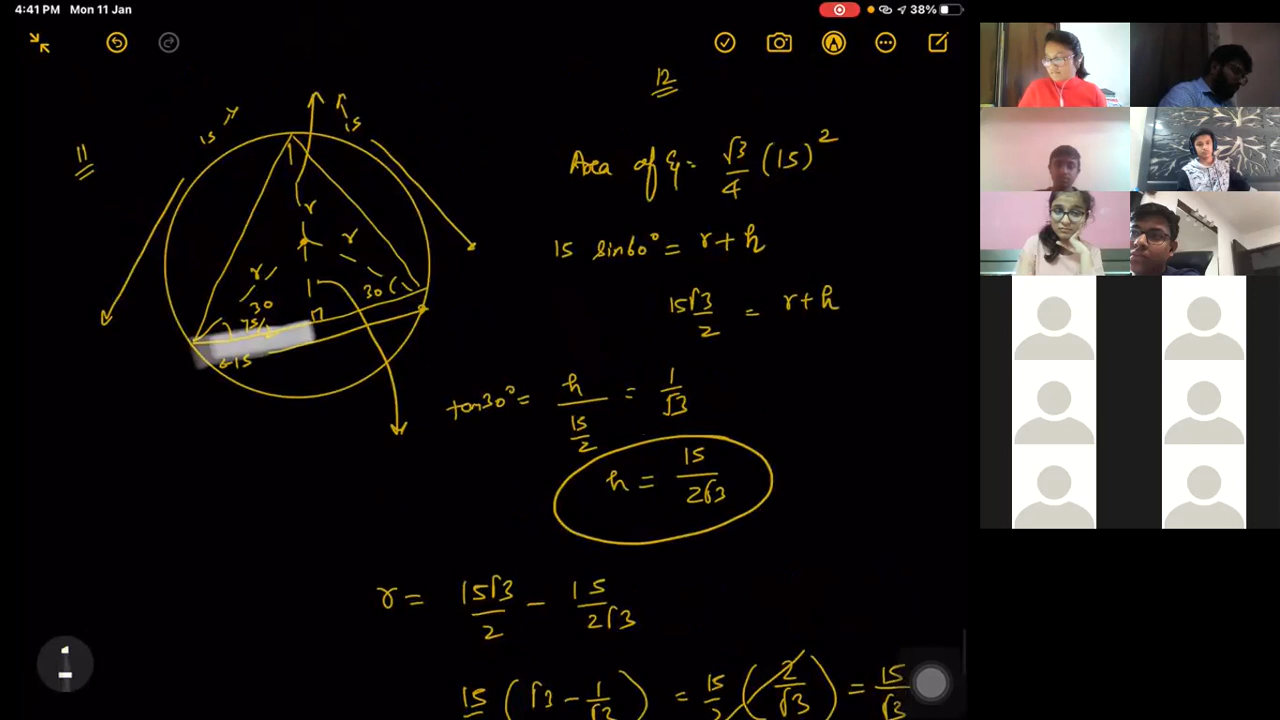 4:41 PM Mon 11 Jan
38%
11
15
15
r
r
r
30
30
15
12
Area of = √3/4 (15)²
15 sin60° = r+h
15√3/2 = r+h
tan30° = h/(15/2) = 1/√3
h = 15/2√3
r = 15√3/2 - 15/2√3
15 (√3 - 1/√3) = 15/2 (2/√3) = 15/√3